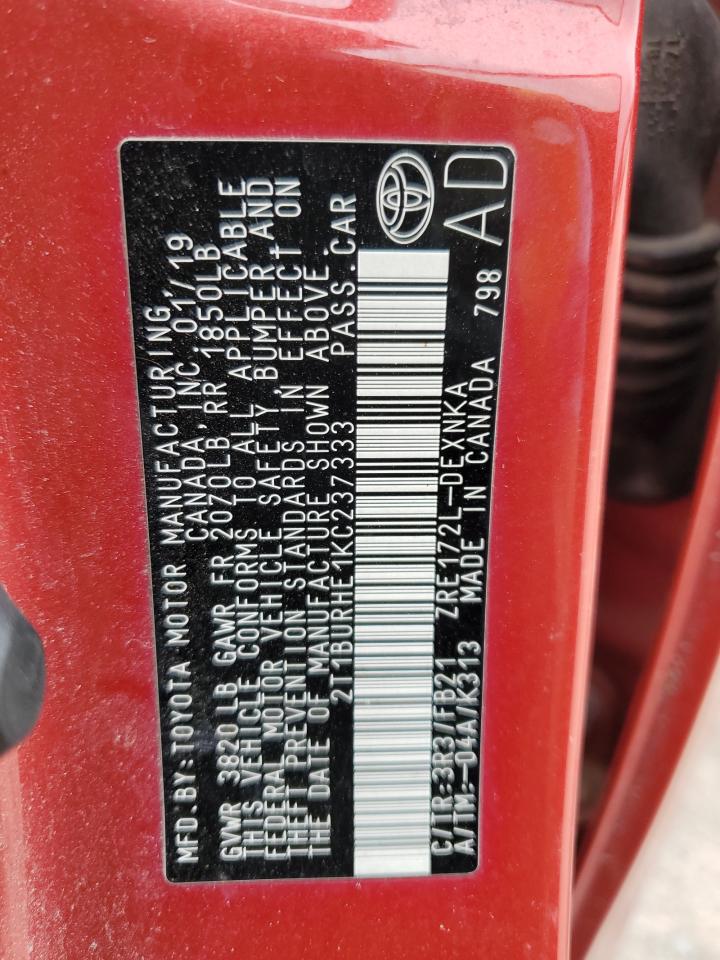 MFD.BY:TOYOTA MOTOR MANUFACTURING,
CANADA,INC. 01/19
GVWR 3820LB GAWR FR 2070LB RR 1850LB
THIS VEHICLE CONFORMS TO ALL APPLICABLE
FEDERAL MOTOR VEHICLE SAFETY,BUMPER,AND
THEFT PREVENTION STANDARDS IN EFFECT ON
THE DATE OF MANUFACTURE SHOWN ABOVE.
2T1BURHE1KC237333 PASS.CAR
C/TR:3R3/FB21 ZRE172L-DEXNKA
A/TM:-04A/K313 MADE IN CANADA 798
AD